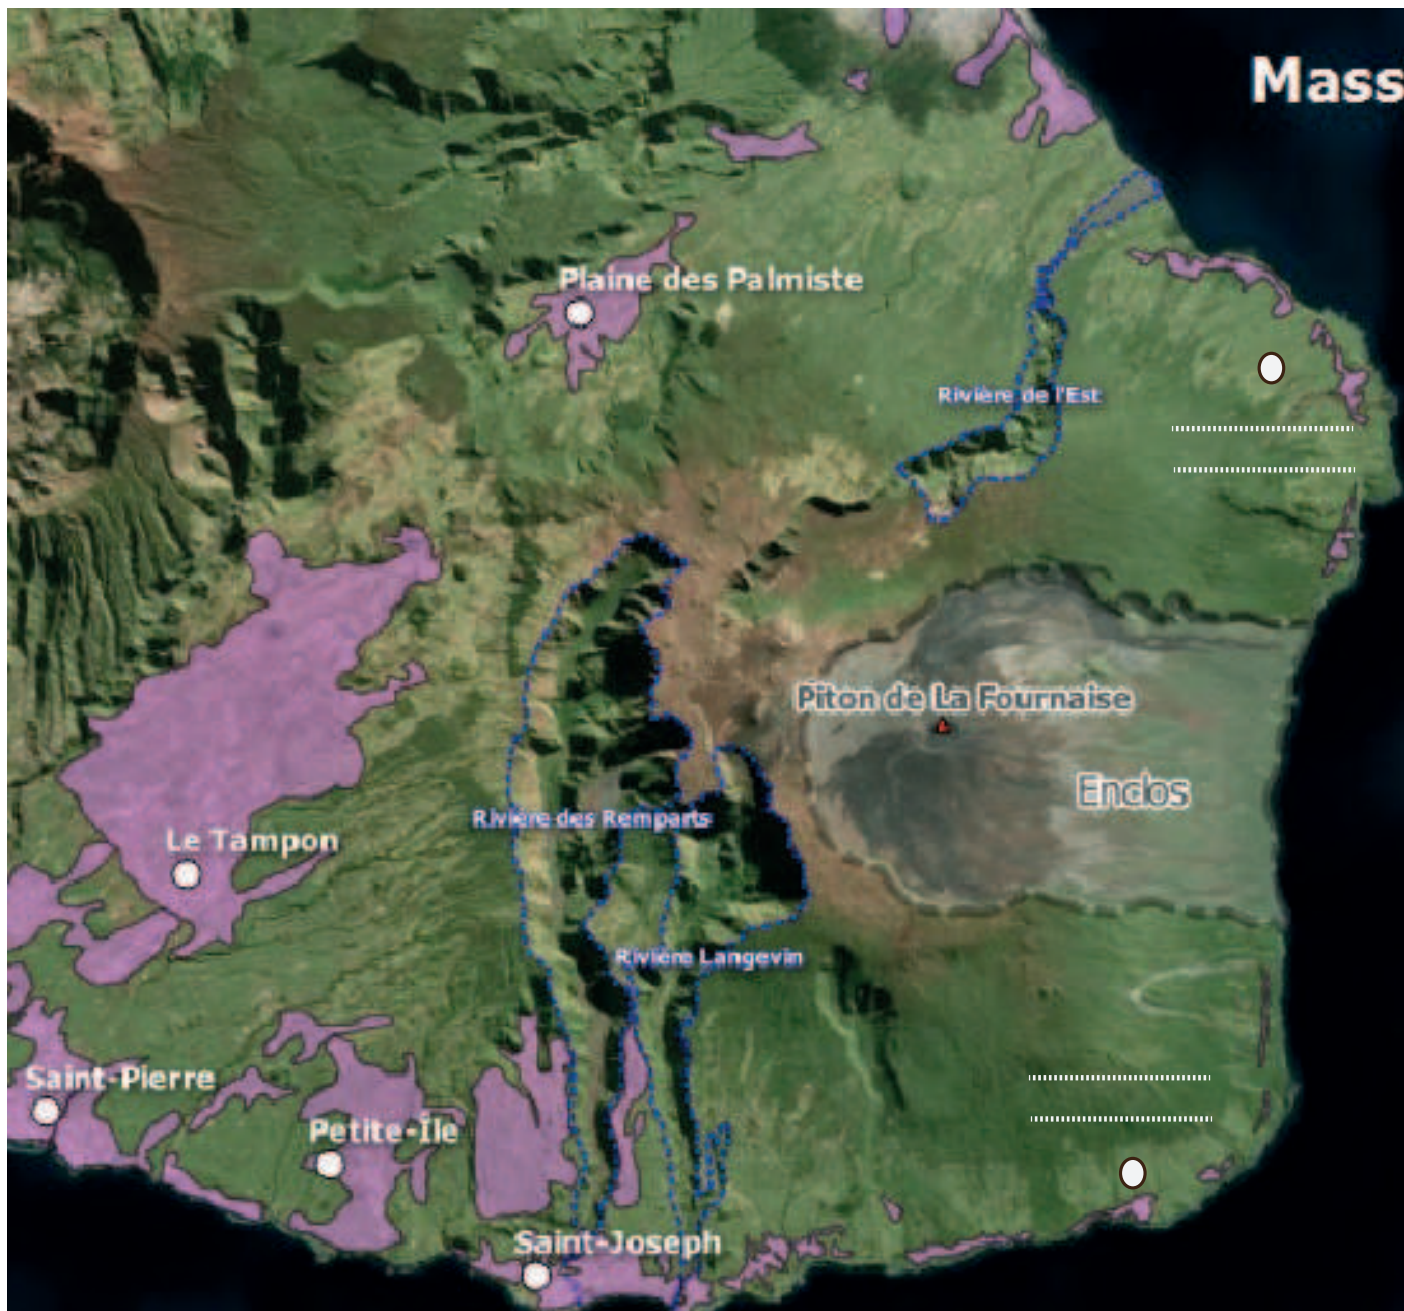 Mass
Plaine des Palmiste
Rivière de l'Est
Piton de La Fournaise
Enclos
Rivière des Remparts
Le Tampon
Rivière Langevin
Saint-Pierre
Petite-Île
Saint-Joseph